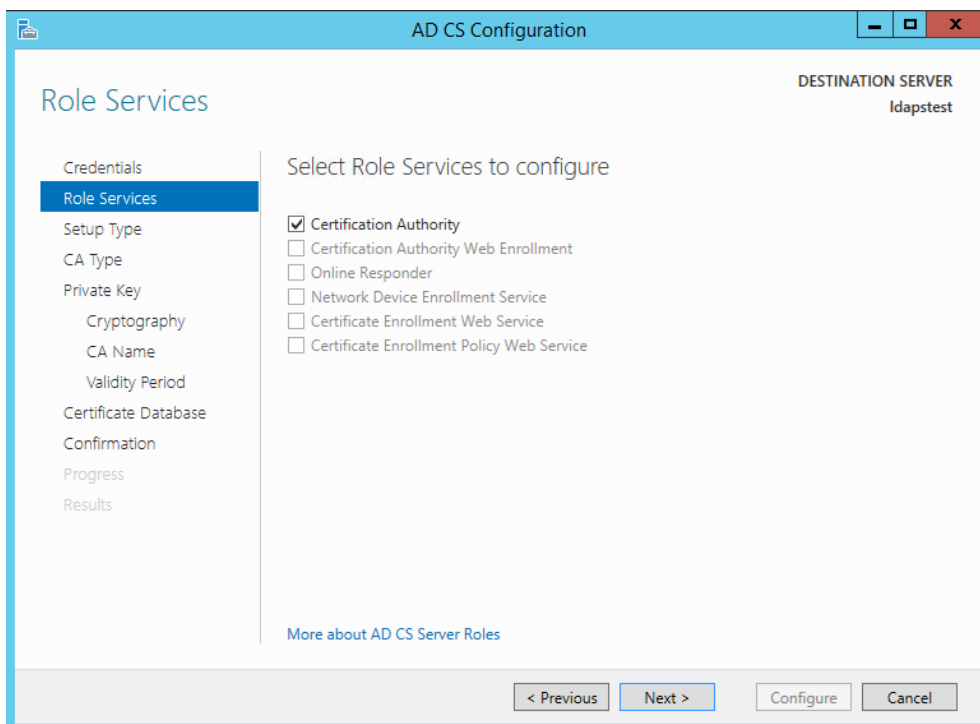 AD CS Configuration
Role Services
DESTINATION SERVER
ldapstest
Credentials
Role Services
Setup Type
CA Type
Private Key
Cryptography
CA Name
Validity Period
Certificate Database
Confirmation
Progress
Results
Select Role Services to configure
Certification Authority
Certification Authority Web Enrollment
Online Responder
Network Device Enrollment Service
Certificate Enrollment Web Service
Certificate Enrollment Policy Web Service
More about AD CS Server Roles
< Previous
Next >
Configure
Cancel